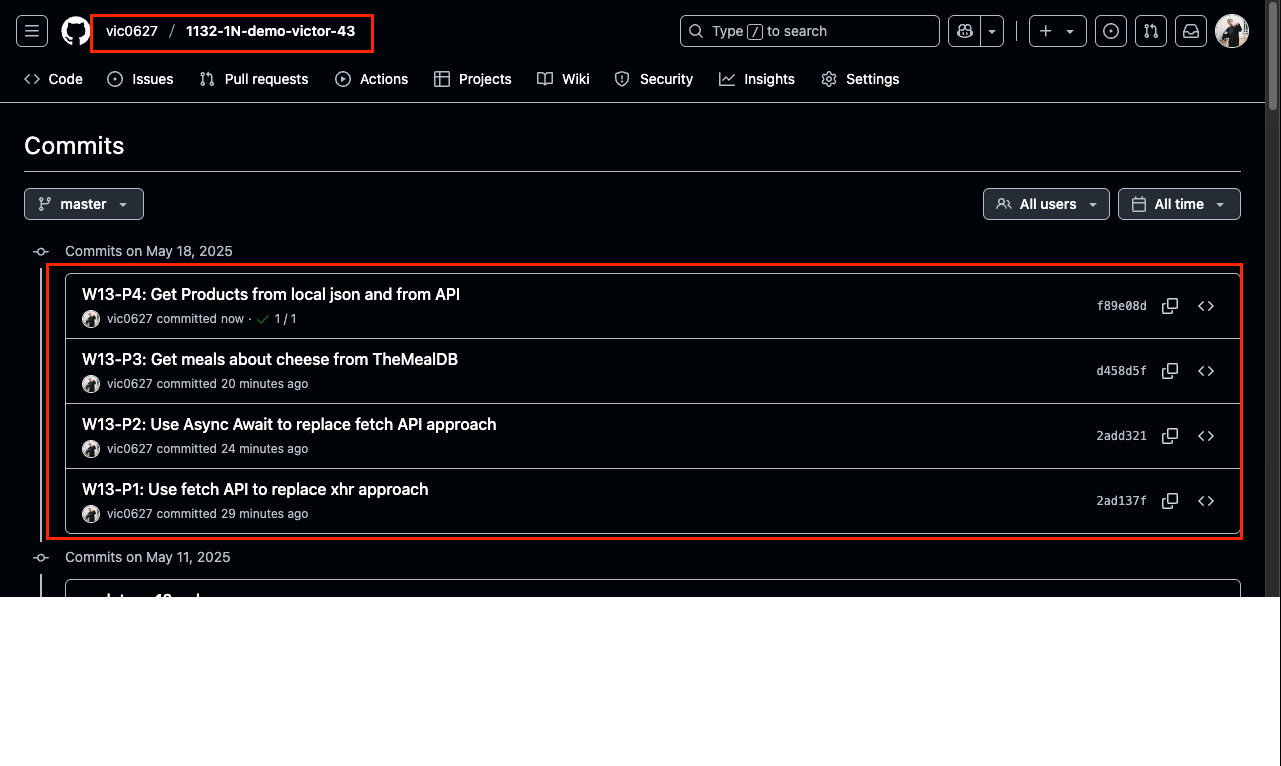 vic0627 / 1132-1N-demo-victor-43
Type / to search
Code
Issues
Pull requests
Actions
Projects
Wiki
Security
Insights
Settings
Commits
master
All users
All time
Commits on May 18, 2025
W13-P4: Get Products from local json and from API
vic0627 committed now · 1 / 1
f89e08d
W13-P3: Get meals about cheese from TheMealDB
vic0627 committed 20 minutes ago
d458d5f
W13-P2: Use Async Await to replace fetch API approach
vic0627 committed 24 minutes ago
2add321
W13-P1: Use fetch API to replace xhr approach
vic0627 committed 29 minutes ago
2ad137f
Commits on May 11, 2025